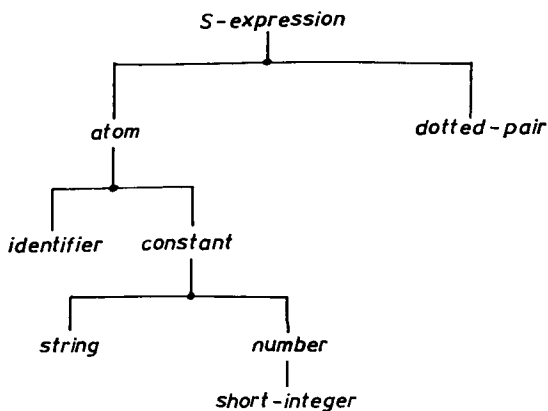 S-expression
atom
dotted-pair
identifier
constant
string
number
short-integer